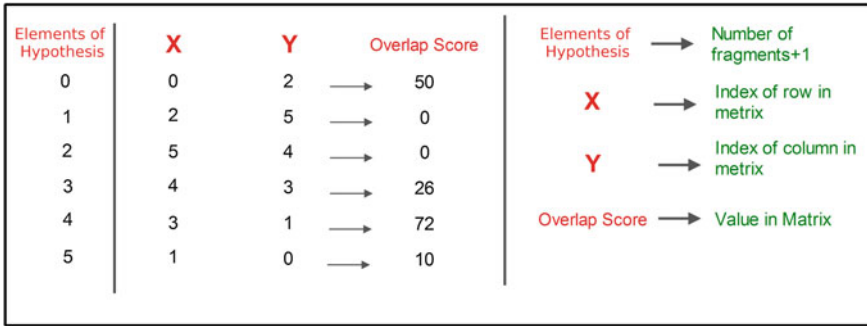 Elements of
Hypothesis
X
Y
Overlap Score
0 0 2 50
1 2 5 0
2 5 4 0
3 4 3 26
4 3 1 72
5 1 0 10
Elements of
Hypothesis
Number of
fragments+1
X
Index of row in
metrix
Y
Index of column in
metrix
Overlap Score
Value in Matrix